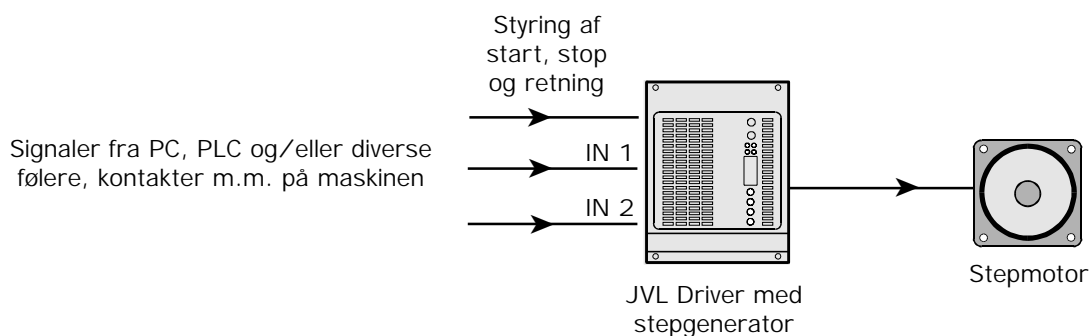 Styring af
start, stop
og retning
Signaler fra PC, PLC og/eller diverse
følere, kontakter m.m. på maskinen
IN 1
IN 2
JVL Driver med
stepgenerator
Stepmotor